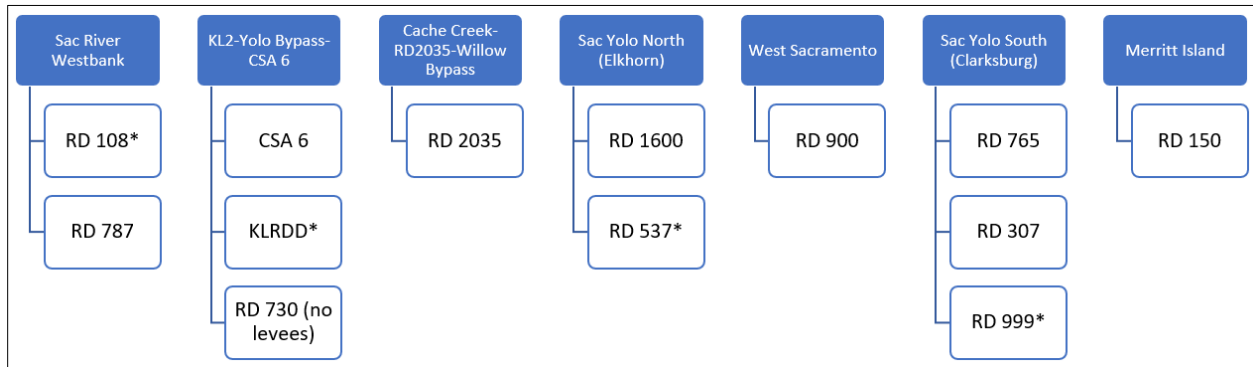 Sac River
Westbank
RD 108*
RD 787
KL2-Yolo Bypass-
CSA 6
CSA 6
KLRDD*
RD 730 (no
levees)
Cache Creek-
RD2035-Willow
Bypass
RD 2035
Sac Yolo North
(Elkhorn)
RD 1600
RD 537*
West Sacramento
RD 900
Sac Yolo South
(Clarksburg)
RD 765
RD 307
RD 999*
Merritt Island
RD 150